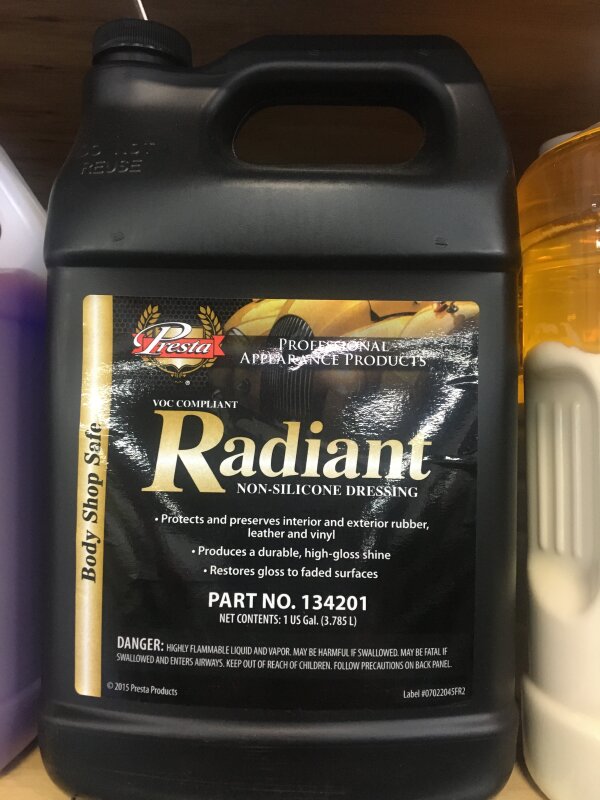 DO NOT
REUSE
Presta
®
PROFESSIONAL
APPEARANCE PRODUCTS
VOC COMPLIANT
Radiant
NON-SILICONE DRESSING
Body Shop Safe
• Protects and preserves interior and exterior rubber,
leather and vinyl
• Produces a durable, high-gloss shine
• Restores gloss to faded surfaces
PART NO. 134201
NET CONTENTS: 1 US Gal. (3.785 L)
DANGER: HIGHLY FLAMMABLE LIQUID AND VAPOR. MAY BE HARMFUL IF SWALLOWED. MAY BE FATAL IF
SWALLOWED AND ENTERS AIRWAYS. KEEP OUT OF REACH OF CHILDREN. FOLLOW PRECAUTIONS ON BACK PANEL.
© 2015 Presta Products
Label #07022045FR2